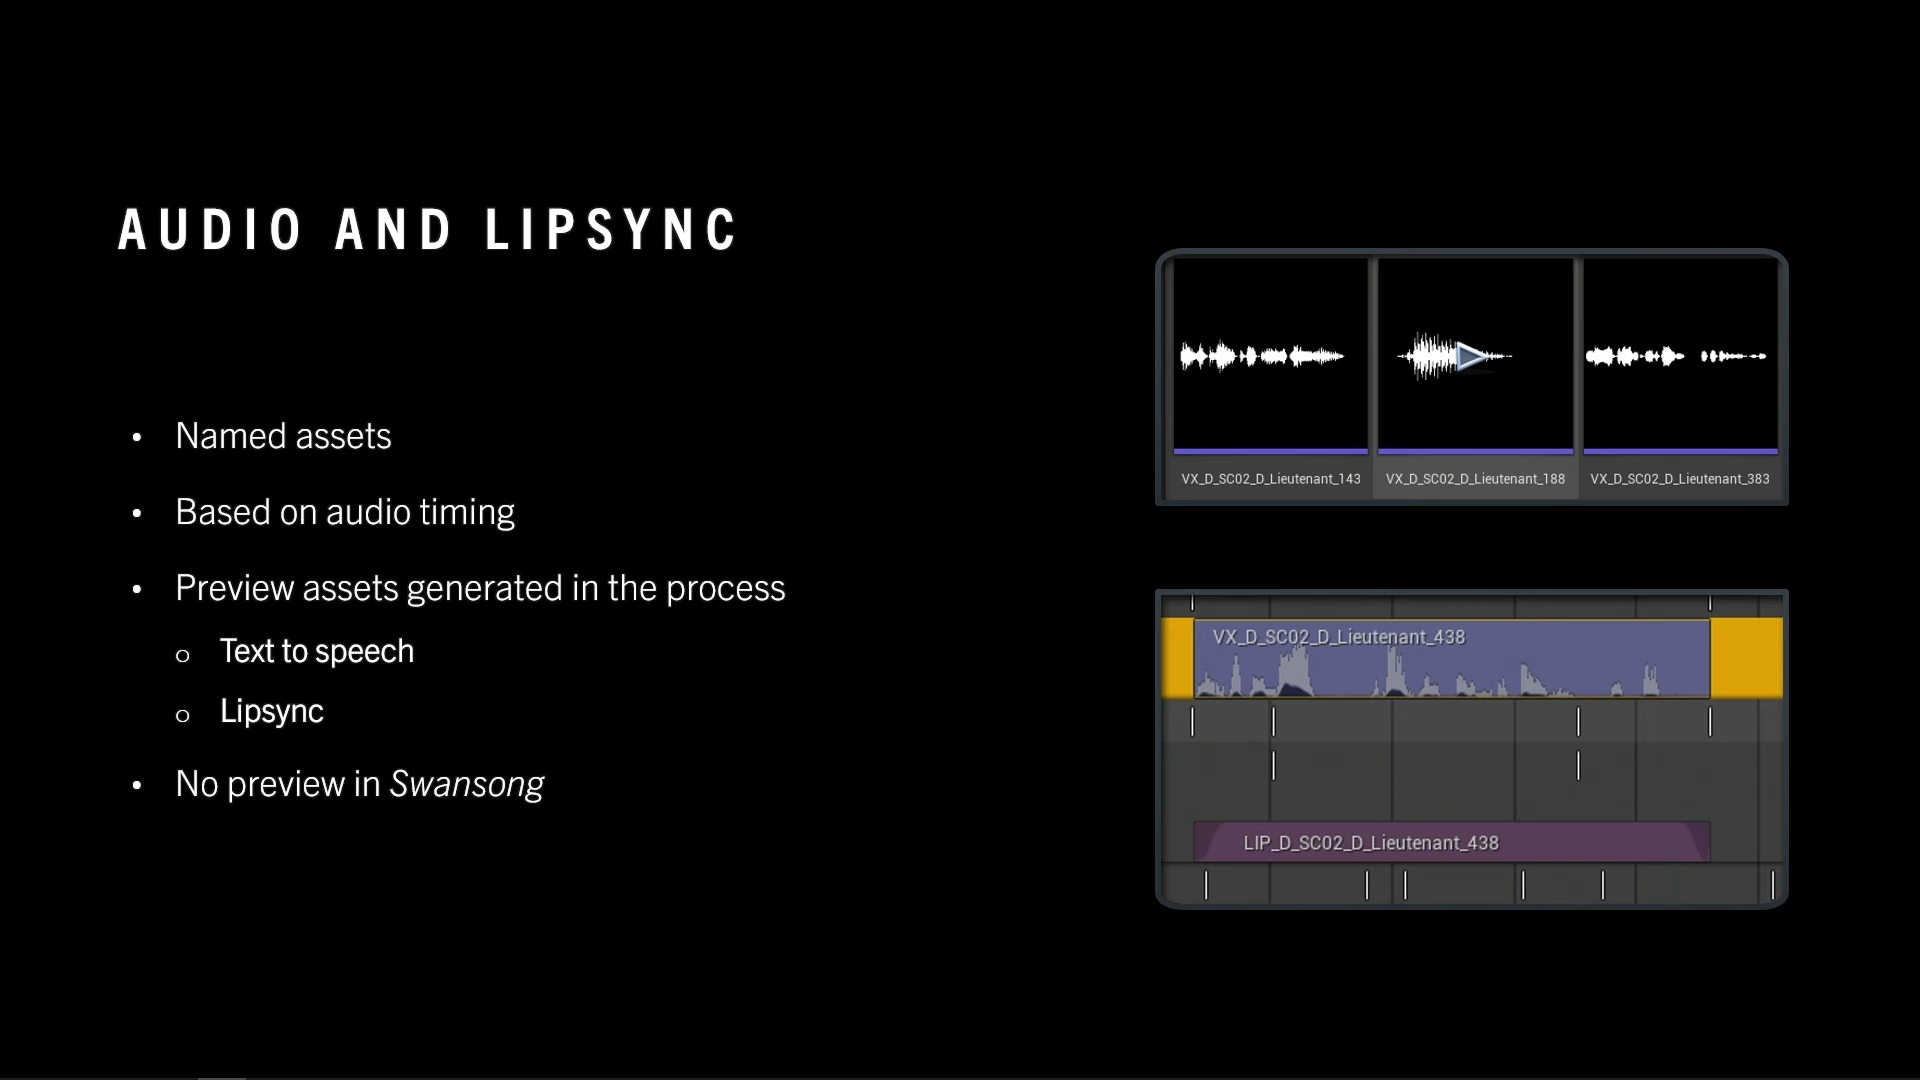 AUDIO AND LIPSYNC
• Named assets
• Based on audio timing
• Preview assets generated in the process
o Text to speech
o Lipsync
• No preview in Swansong
VX_D_SC02_D_Lieutenant_143
VX_D_SC02_D_Lieutenant_188
VX_D_SC02_D_Lieutenant_383
VX_D_SC02_D_Lieutenant_438
LIP_D_SC02_D_Lieutenant_438